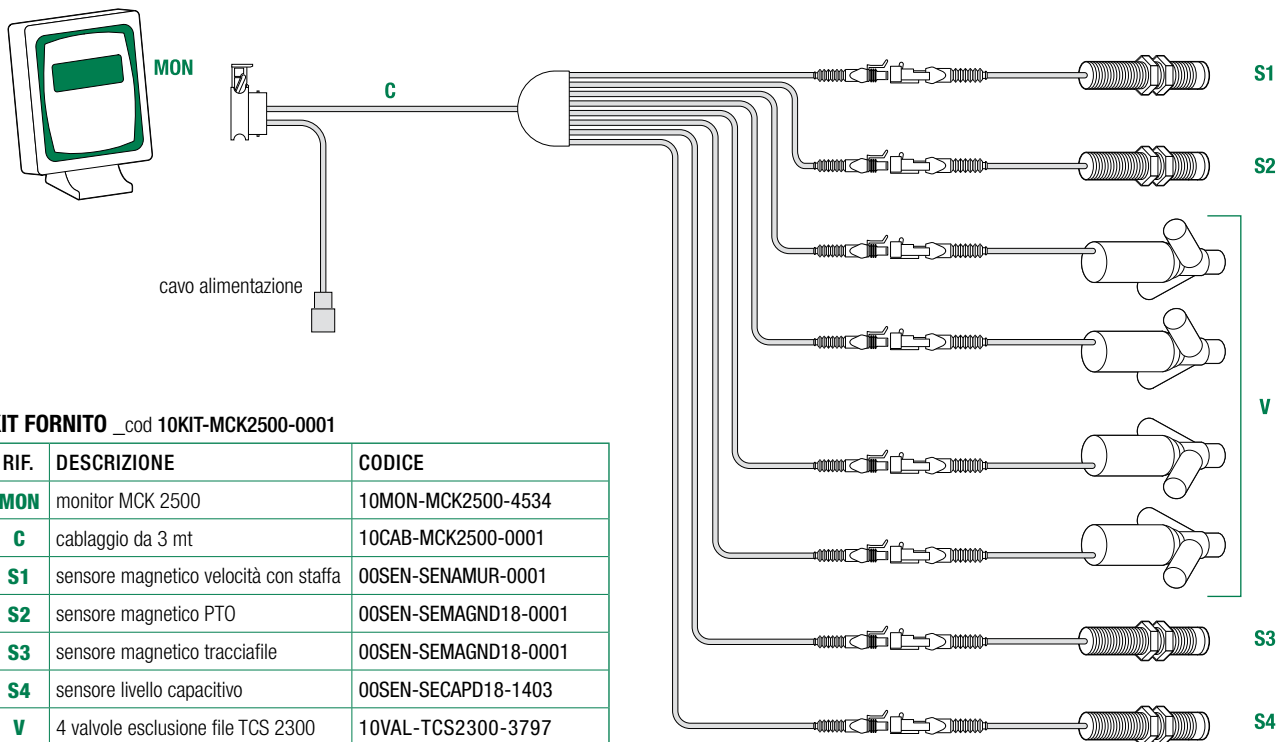 MON
C
S1
S2
cavo alimentazione
V
KIT FORNITO _cod 10KIT-MCK2500-0001
RIF. DESCRIZIONE CODICE
MON monitor MCK 2500 10MON-MCK2500-4534
C cablaggio da 3 mt 10CAB-MCK2500-0001
S1 sensore magnetico velocità con staffa 00SEN-SENAMUR-0001
S2 sensore magnetico PTO 00SEN-SEMAGND18-0001
S3 sensore magnetico tracciafile 00SEN-SEMAGND18-0001
S4 sensore livello capacitivo 00SEN-SECAPD18-1403
V 4 valvole esclusione file TCS 2300 10VAL-TCS2300-3797
S3
S4